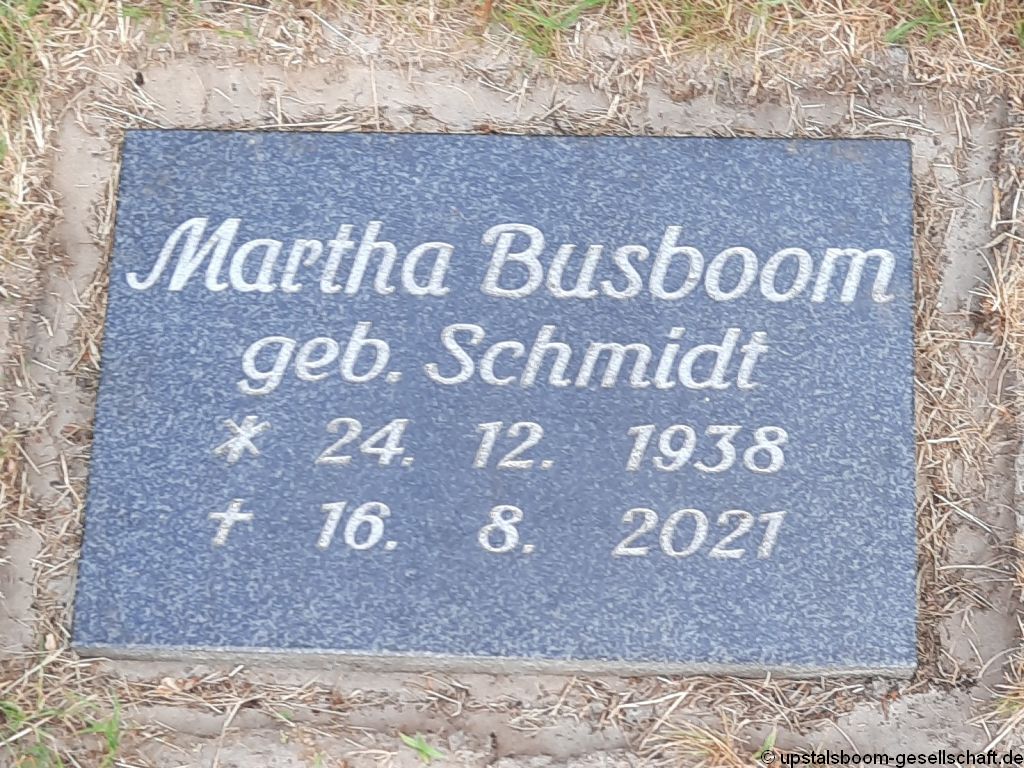 Martha Busboom
geb. Schmidt
* 24. 12. 1938
† 16. 8. 2021
© upstalsboom-gesellschaft.de